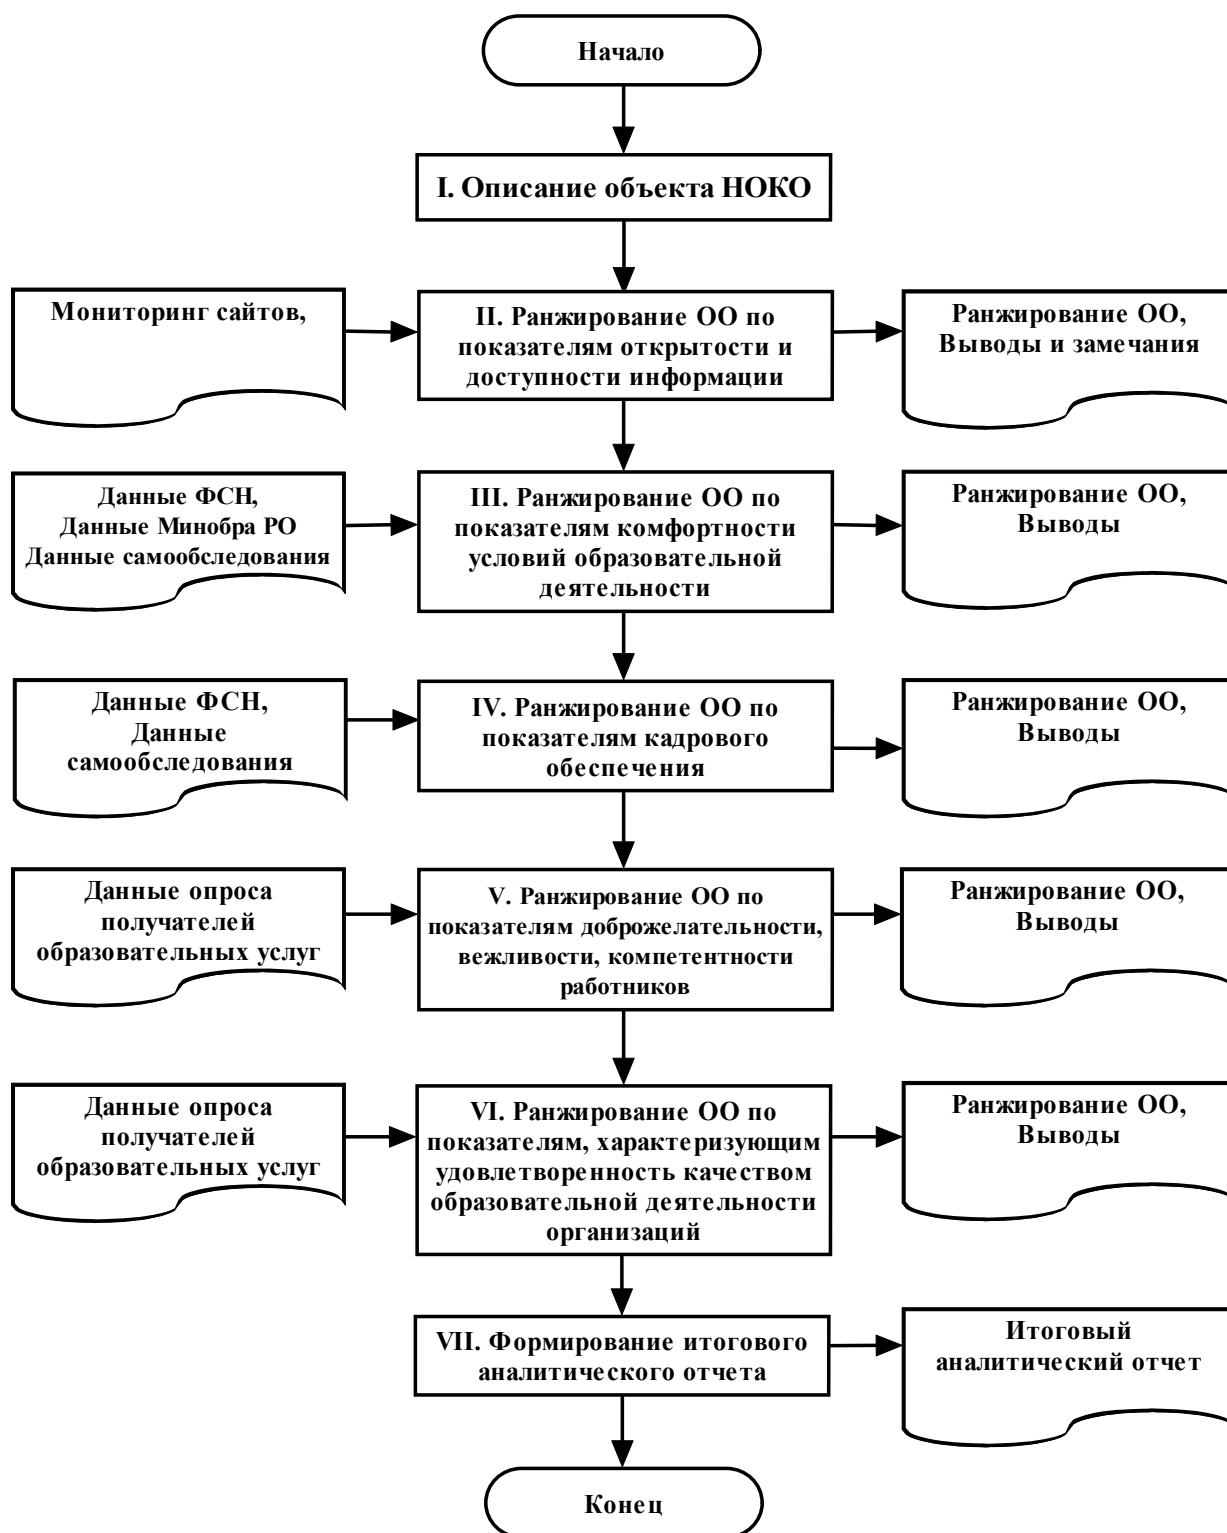 Начало
I. Описание объекта НОКО
Мониторинг сайтов,
II. Ранжирование ОО по
показателям открытости и
доступности информации
Ранжирование ОО,
Выводы и замечания
Данные ФСН,
Данные Минобра РО
Данные самообследования
III. Ранжирование ОО по
показателям комфортности
условий образовательной
деятельности
Ранжирование ОО,
Выводы
Данные ФСН,
Данные
самообследования
IV. Ранжирование ОО по
показателям кадрового
обеспечения
Ранжирование ОО,
Выводы
Данные опроса
получателей
образовательных услуг
V. Ранжирование ОО по
показателям доброжелательности,
вежливости, компетентности
работников
Ранжирование ОО,
Выводы
Данные опроса
получателей
образовательных услуг
VI. Ранжирование ОО по
показателям, характеризующим
удовлетворенность качеством
образовательной деятельности
организаций
Ранжирование ОО,
Выводы
VII. Формирование итогового
аналитического отчета
Итоговый
аналитический отчет
Конец